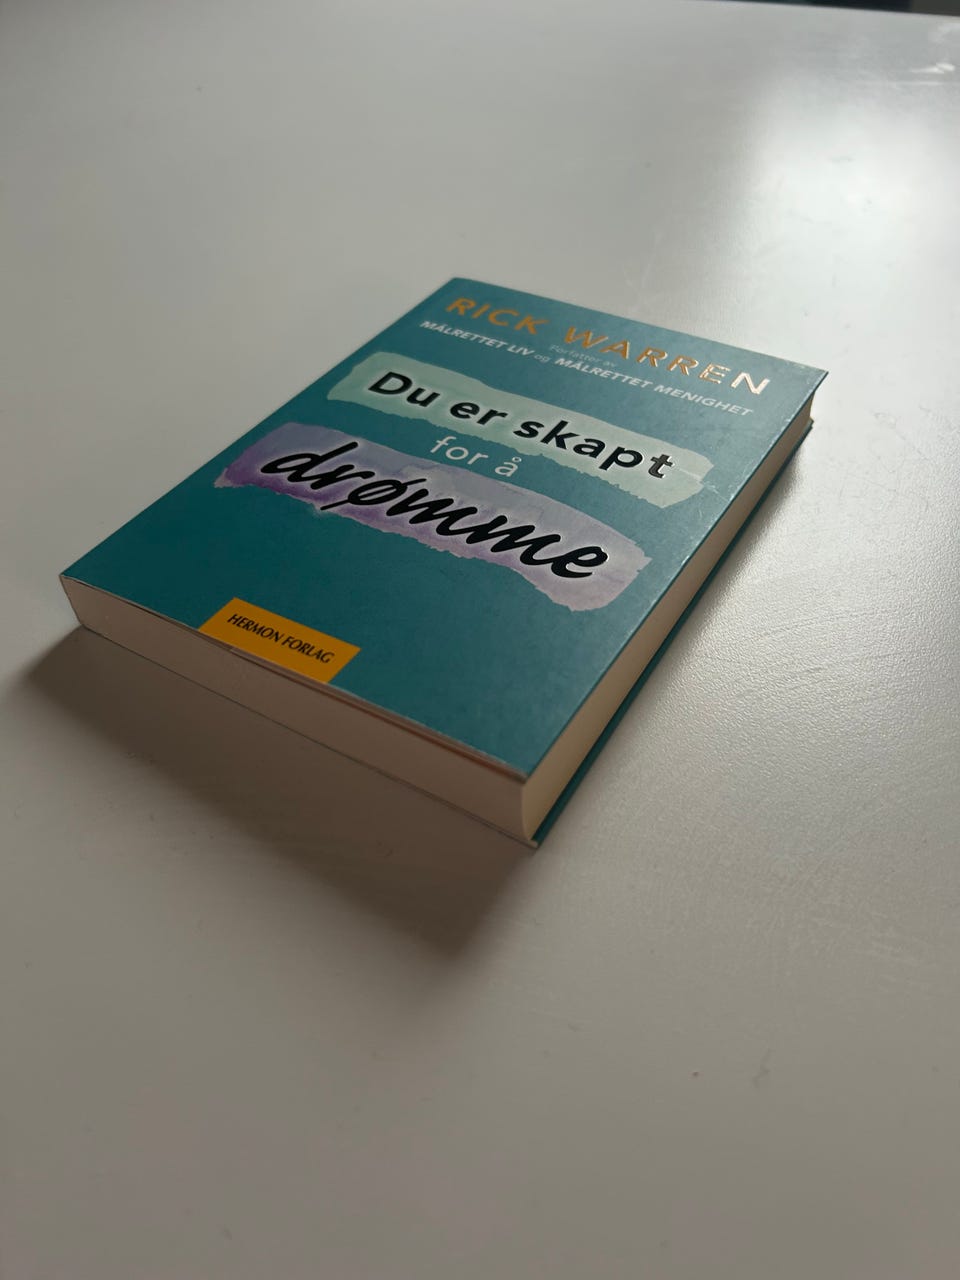 RICK WARREN
Forfatter av
MÅLRETTET LIV og MÅLRETTET MENIGHET
Du er skapt
for å
drømme
HERMON FORLAG